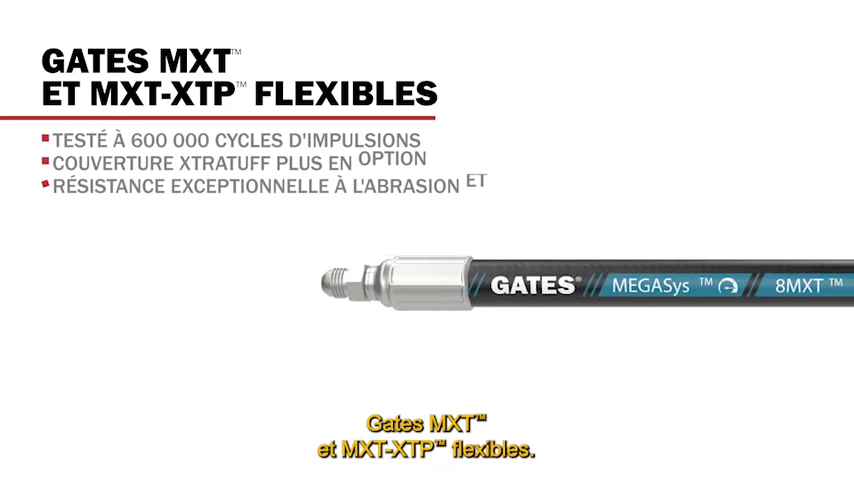 GATES MXT™
ET MXT-XTP™ FLEXIBLES
TESTÉ À 600 000 CYCLES D'IMPULSIONS
COUVERTURE XTRATUFF PLUS EN OPTION
RÉSISTANCE EXCEPTIONNELLE À L'ABRASION ET
GATES® MEGASys ™ 8MXT ™
Gates MXT™
et MXT-XTP™ flexibles.